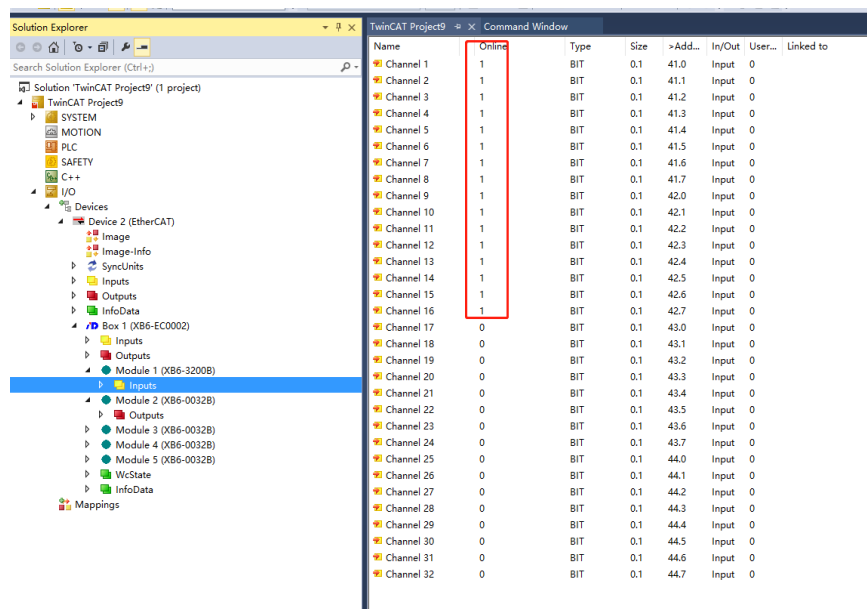 Solution Explorer
Search Solution Explorer (Ctrl+;)
Solution 'TwinCAT Project9' (1 project)
TwinCAT Project9
SYSTEM
MOTION
PLC
SAFETY
C++
I/O
Devices
Device 2 (EtherCAT)
Image
Image-Info
SyncUnits
Inputs
Outputs
InfoData
Box 1 (XB6-EC0002)
Inputs
Outputs
Module 1 (XB6-3200B)
Inputs
Module 2 (XB6-0032B)
Outputs
Module 3 (XB6-0032B)
Module 4 (XB6-0032B)
Module 5 (XB6-0032B)
WcState
InfoData
Mappings
TwinCAT Project9 Command Window
Name Online Type Size >Add... In/Out User... Linked to
Channel 1 1 BIT 0.1 41.0 Input 0
Channel 2 1 BIT 0.1 41.1 Input 0
Channel 3 1 BIT 0.1 41.2 Input 0
Channel 4 1 BIT 0.1 41.3 Input 0
Channel 5 1 BIT 0.1 41.4 Input 0
Channel 6 1 BIT 0.1 41.5 Input 0
Channel 7 1 BIT 0.1 41.6 Input 0
Channel 8 1 BIT 0.1 41.7 Input 0
Channel 9 1 BIT 0.1 42.0 Input 0
Channel 10 1 BIT 0.1 42.1 Input 0
Channel 11 1 BIT 0.1 42.2 Input 0
Channel 12 1 BIT 0.1 42.3 Input 0
Channel 13 1 BIT 0.1 42.4 Input 0
Channel 14 1 BIT 0.1 42.5 Input 0
Channel 15 1 BIT 0.1 42.6 Input 0
Channel 16 1 BIT 0.1 42.7 Input 0
Channel 17 0 BIT 0.1 43.0 Input 0
Channel 18 0 BIT 0.1 43.1 Input 0
Channel 19 0 BIT 0.1 43.2 Input 0
Channel 20 0 BIT 0.1 43.3 Input 0
Channel 21 0 BIT 0.1 43.4 Input 0
Channel 22 0 BIT 0.1 43.5 Input 0
Channel 23 0 BIT 0.1 43.6 Input 0
Channel 24 0 BIT 0.1 43.7 Input 0
Channel 25 0 BIT 0.1 44.0 Input 0
Channel 26 0 BIT 0.1 44.1 Input 0
Channel 27 0 BIT 0.1 44.2 Input 0
Channel 28 0 BIT 0.1 44.3 Input 0
Channel 29 0 BIT 0.1 44.4 Input 0
Channel 30 0 BIT 0.1 44.5 Input 0
Channel 31 0 BIT 0.1 44.6 Input 0
Channel 32 0 BIT 0.1 44.7 Input 0